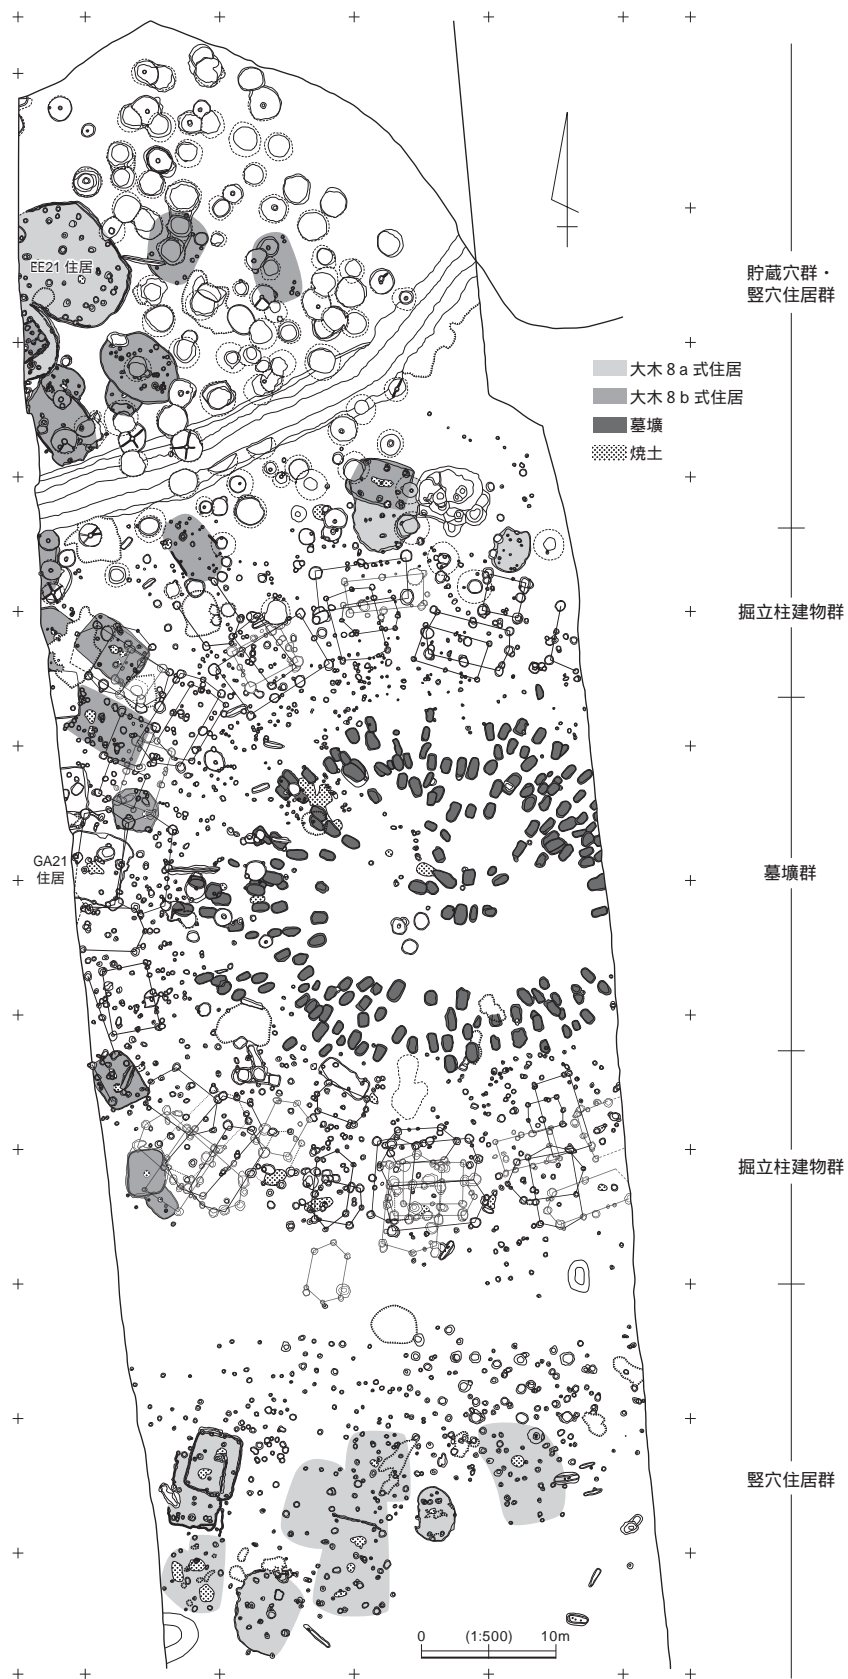 EE21 住居
貯蔵穴群・
竪穴住居群
大木 8 a 式住居
大木 8 b 式住居
墓壙
焼土
掘立柱建物群
GA21
住居
墓壙群
掘立柱建物群
竪穴住居群
0 (1:500) 10m